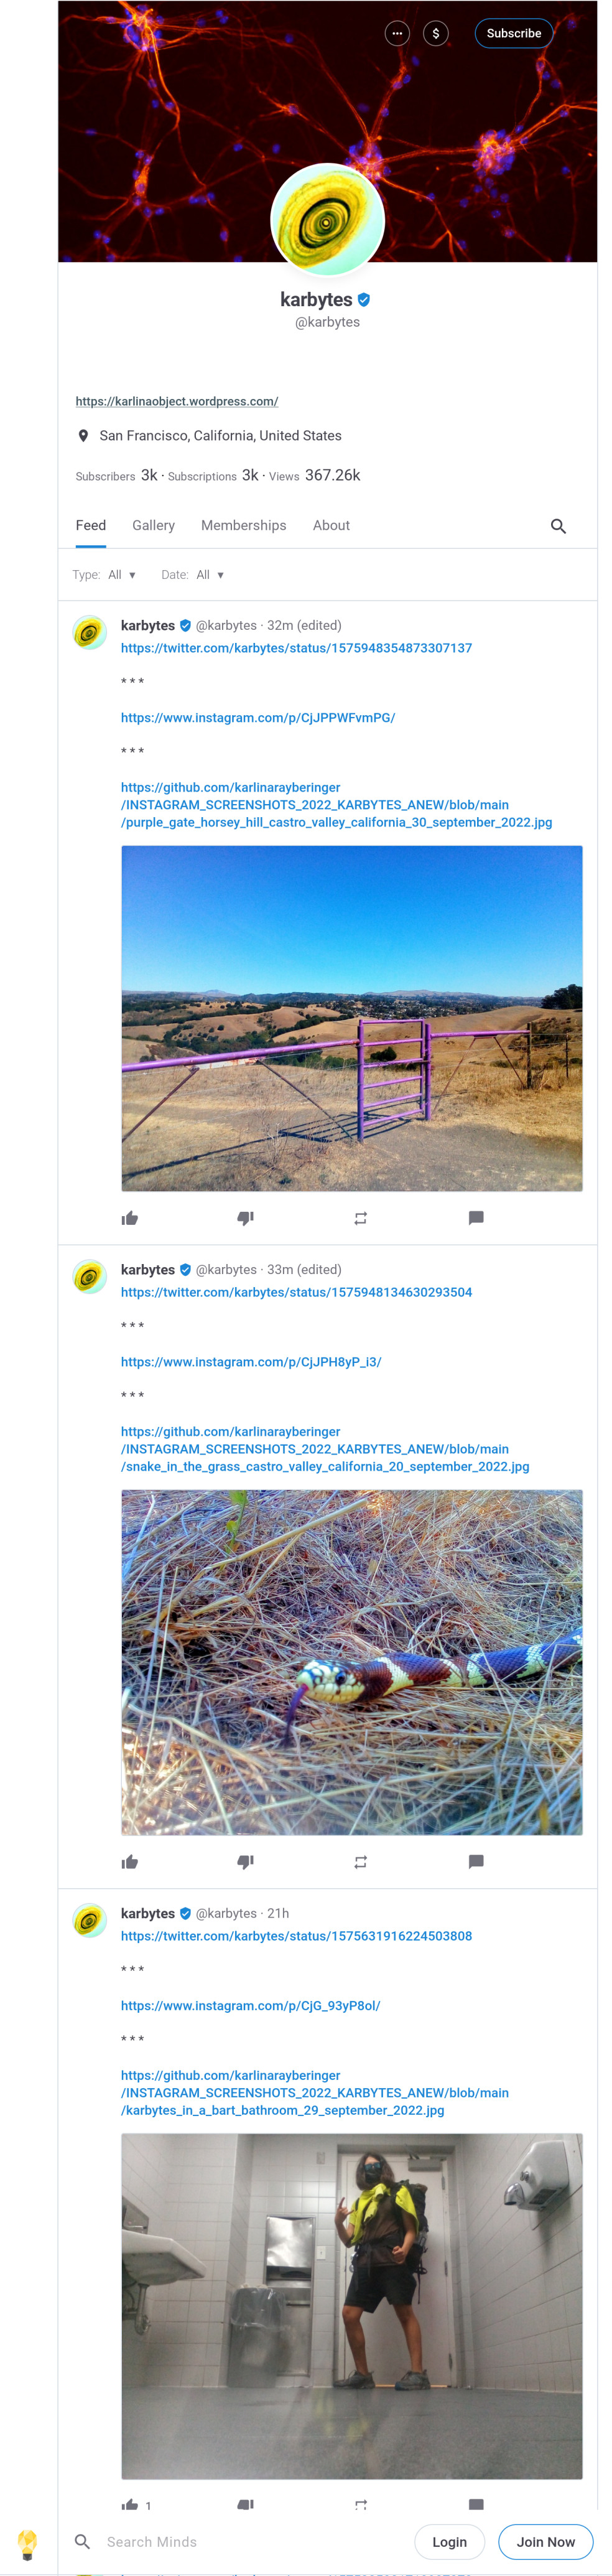 $
Subscribe
karbytes
@karbytes
https://karlinaobject.wordpress.com/
San Francisco, California, United States
Subscribers 3k · Subscriptions 3k · Views 367.26k
Feed Gallery Memberships About
Type: All ▾ Date: All ▾
karbytes @karbytes · 32m (edited)
https://twitter.com/karbytes/status/1575948354873307137
* * *
https://www.instagram.com/p/CjJPPWFvmPG/
* * *
https://github.com/karlinarayberinger
/INSTAGRAM_SCREENSHOTS_2022_KARBYTES_ANEW/blob/main
/purple_gate_horsey_hill_castro_valley_california_30_september_2022.jpg
karbytes @karbytes · 33m (edited)
https://twitter.com/karbytes/status/1575948134630293504
* * *
https://www.instagram.com/p/CjJPH8yP_i3/
* * *
https://github.com/karlinarayberinger
/INSTAGRAM_SCREENSHOTS_2022_KARBYTES_ANEW/blob/main
/snake_in_the_grass_castro_valley_california_20_september_2022.jpg
karbytes @karbytes · 21h
https://twitter.com/karbytes/status/1575631916224503808
* * *
https://www.instagram.com/p/CjG_93yP8ol/
* * *
https://github.com/karlinarayberinger
/INSTAGRAM_SCREENSHOTS_2022_KARBYTES_ANEW/blob/main
/karbytes_in_a_bart_bathroom_29_september_2022.jpg
1
Search Minds
Login
Join Now